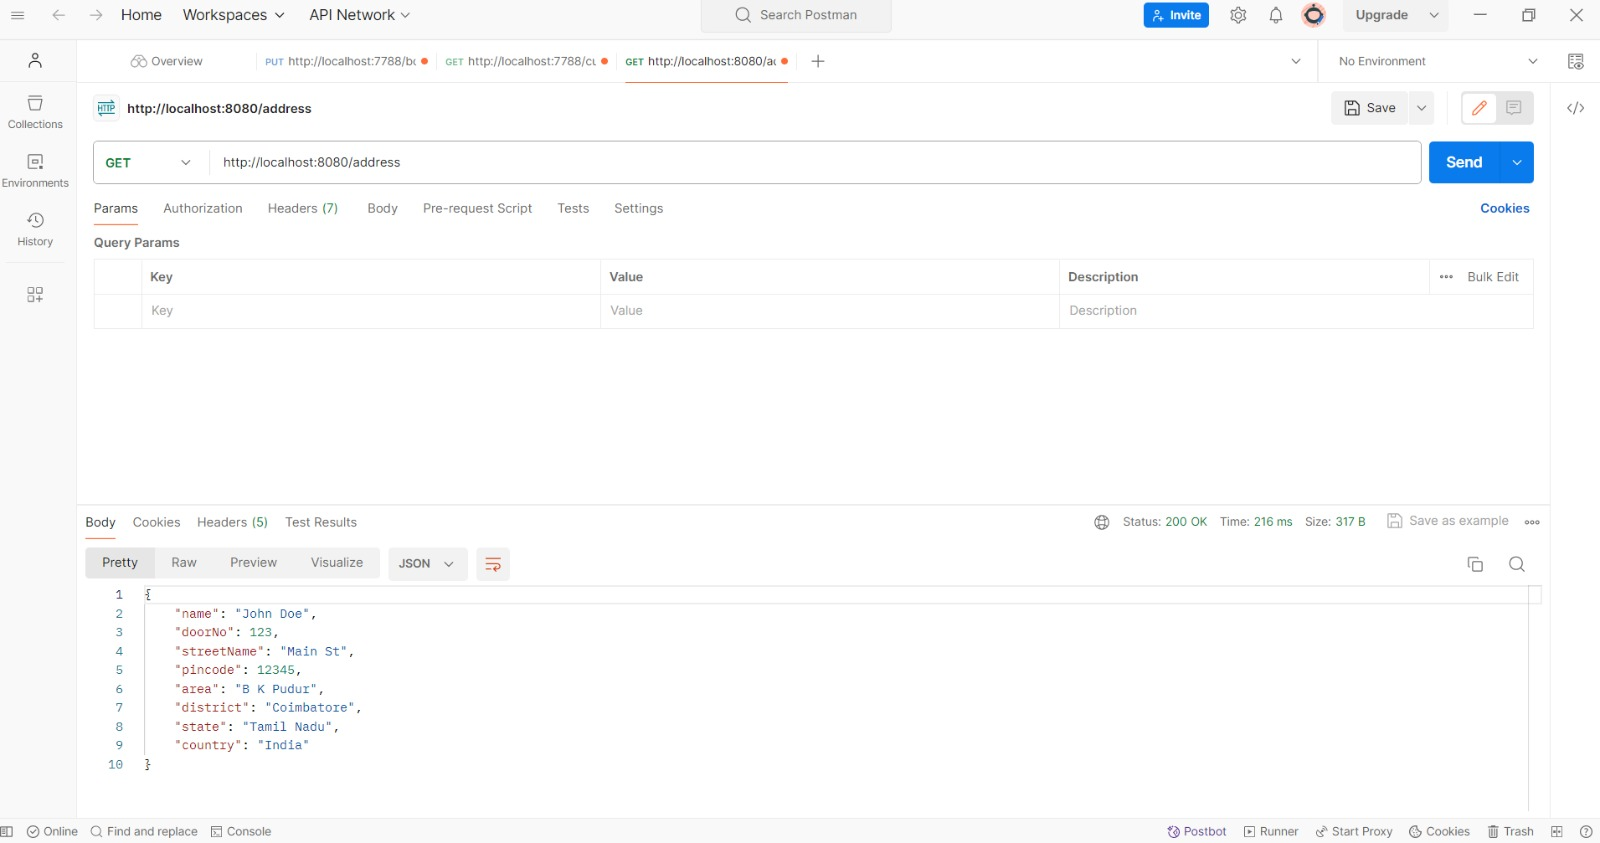 Home Workspaces API Network Search Postman Invite Upgrade
Overview PUT http://localhost:7788/bc GET http://localhost:7788/cu GET http://localhost:8080/ac No Environment
HTTP http://localhost:8080/address Save
GET http://localhost:8080/address Send
Params Authorization Headers (7) Body Pre-request Script Tests Settings Cookies
Query Params
Key Value Description Bulk Edit
Key Value Description
Collections
Environments
History
Body Cookies Headers (5) Test Results Status: 200 OK Time: 216 ms Size: 317 B Save as example
Pretty Raw Preview Visualize JSON
1 {
2 "name": "John Doe",
3 "doorNo": 123,
4 "streetName": "Main St",
5 "pincode": 12345,
6 "area": "B K Pudur",
7 "district": "Coimbatore",
8 "state": "Tamil Nadu",
9 "country": "India"
10 }
Online Find and replace Console Postbot Runner Start Proxy Cookies Trash